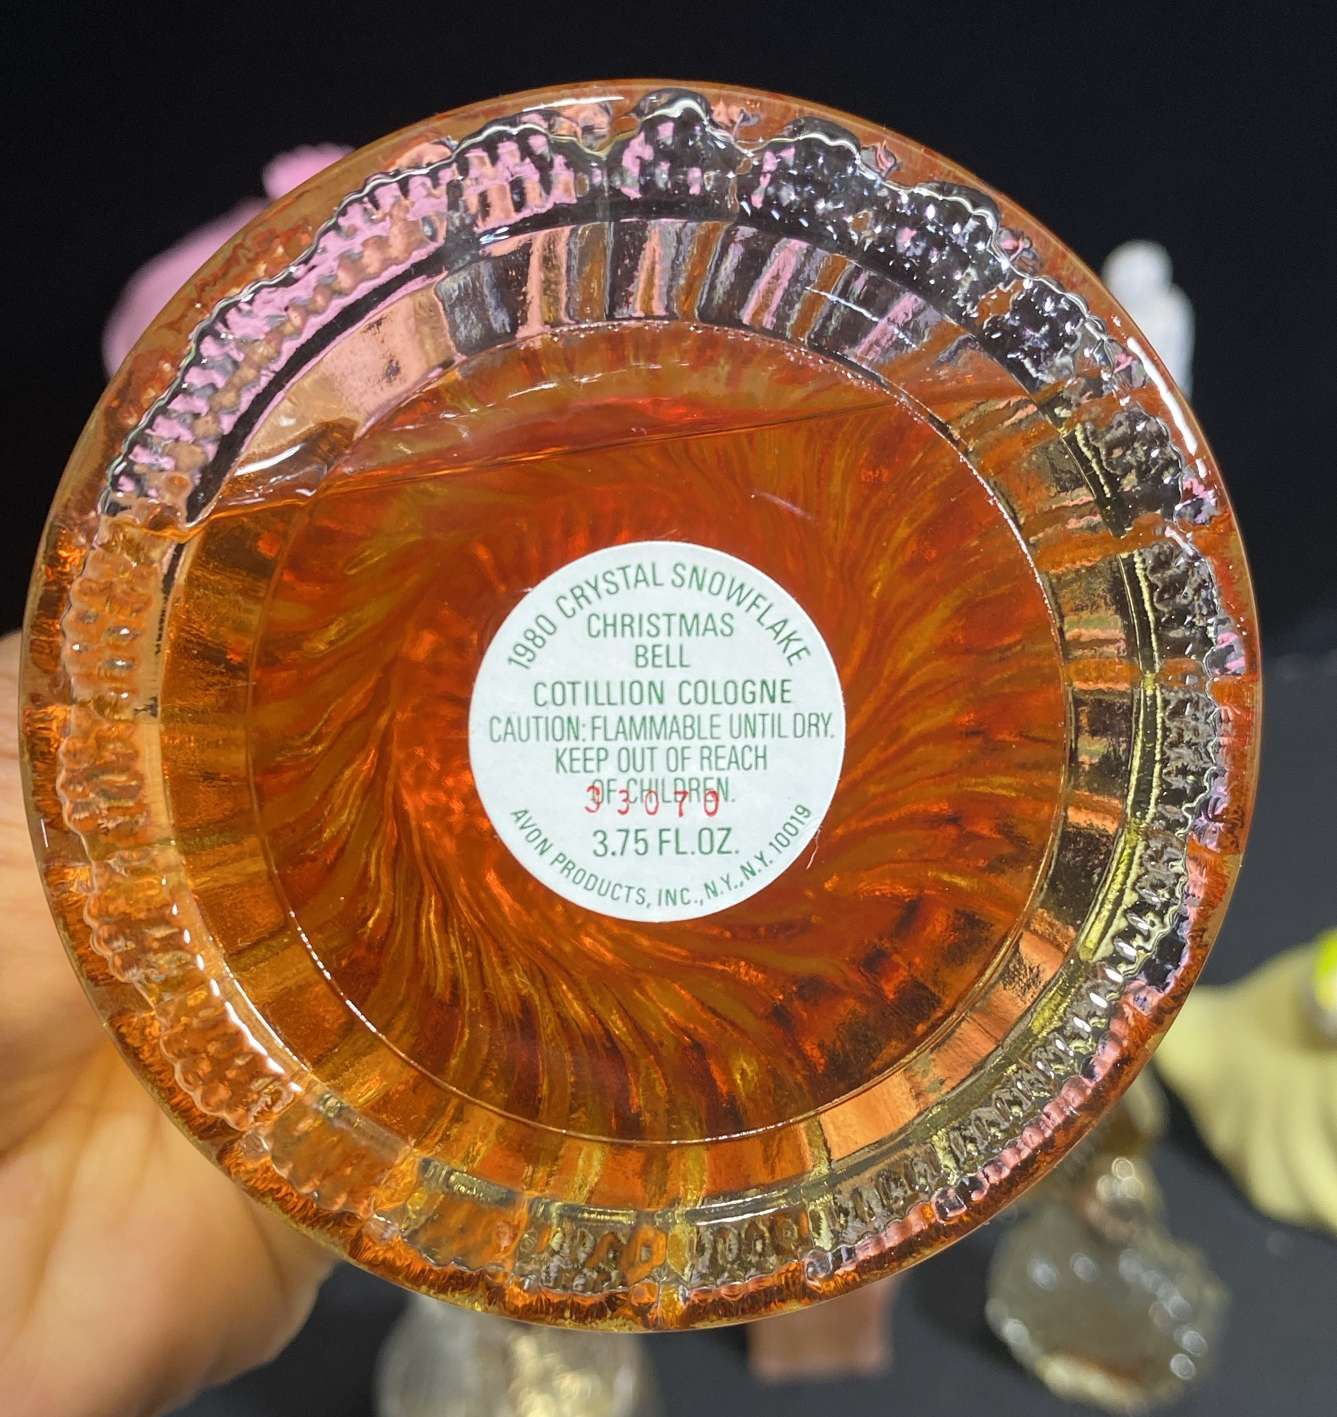 1980 CRYSTAL SNOWFLAKE
CHRISTMAS
BELL
COTILLION COLOGNE
CAUTION: FLAMMABLE UNTIL DRY.
KEEP OUT OF REACH
OF CHILDREN.
33070
3.75 FL.OZ.
AVON PRODUCTS, INC., N.Y., N.Y. 10019